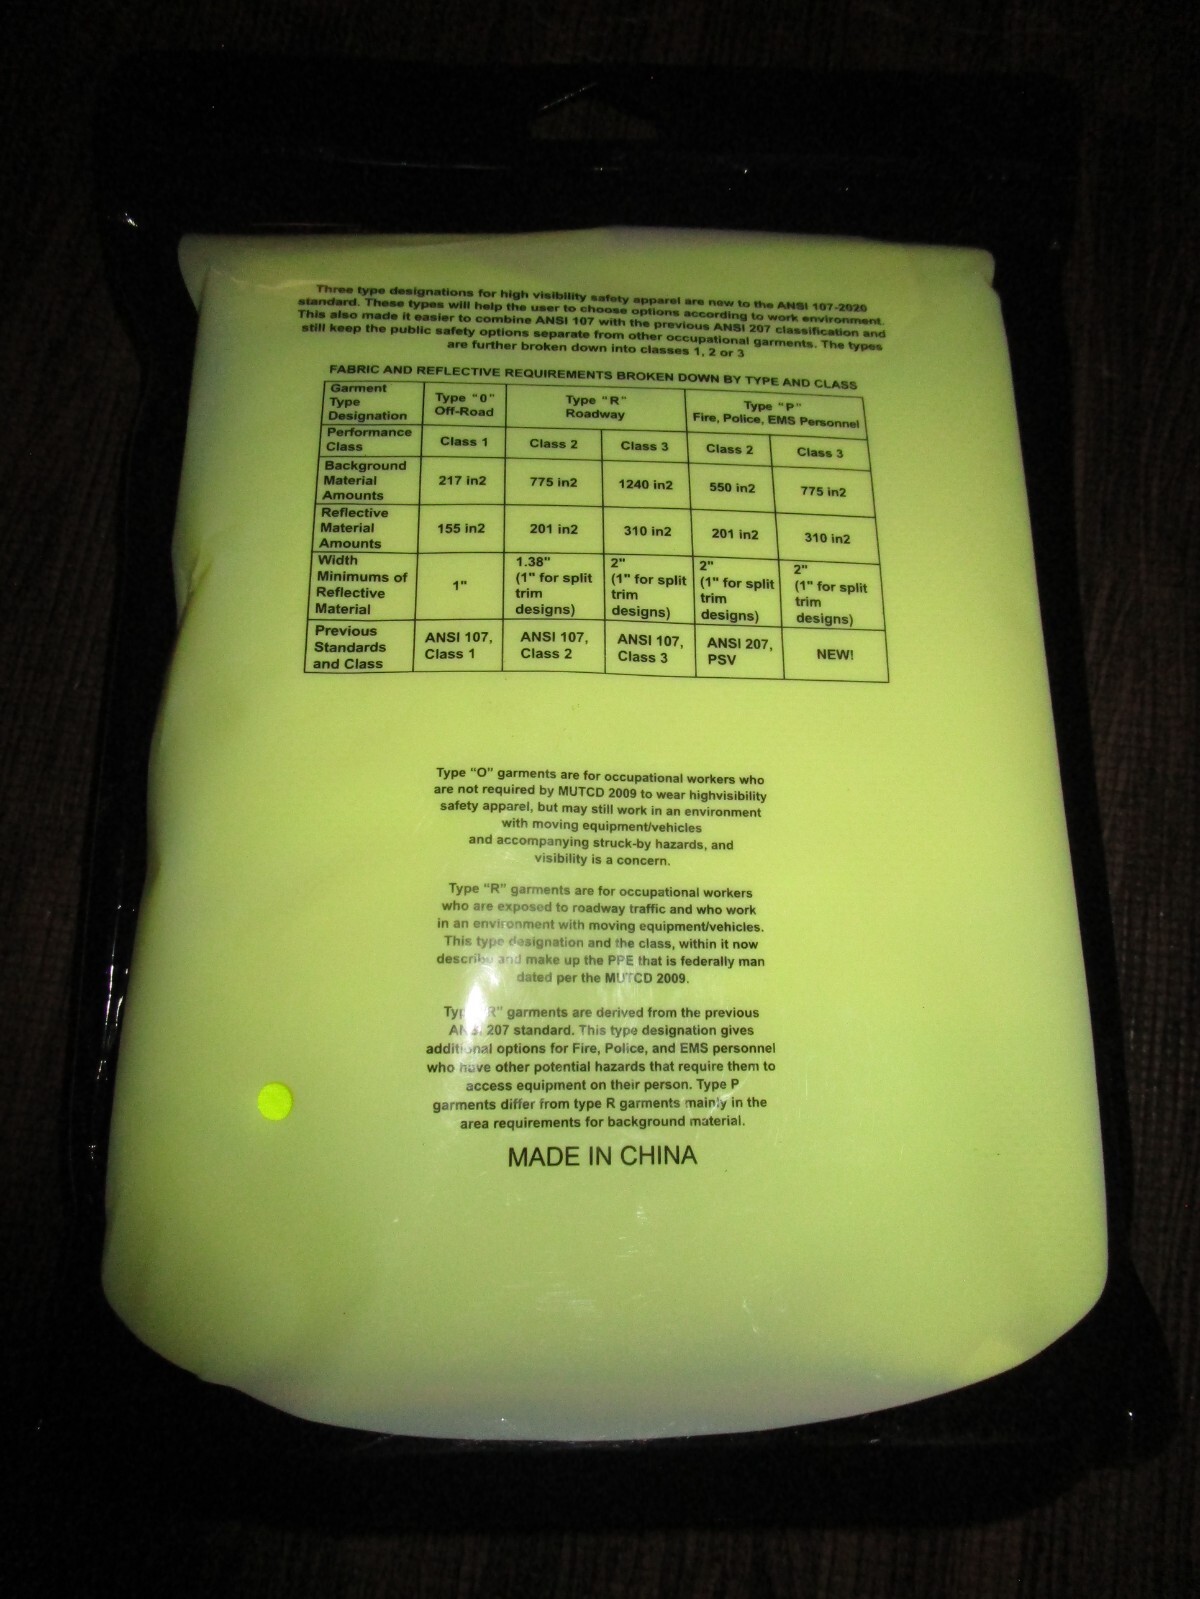 Three type designations for high visibility safety apparel are new to the ANSI 107-2020
standard. These types will help the user to choose options according to work environment.
This also made it easier to combine ANSI 107 with the previous ANSI 207 classification and
still keep the public safety options separate from other occupational garments. The types
are further broken down into classes 1, 2 or 3
FABRIC AND REFLECTIVE REQUIREMENTS BROKEN DOWN BY TYPE AND CLASS
Garment
Type
Designation
Type "0"
Off-Road
Type "R"
Roadway
Type "P"
Fire, Police, EMS Personnel
Performance
Class
Class 1
Class 2
Class 3
Class 2
Class 3
Background
Material
Amounts
217 in2
775 in2
1240 in2
550 in2
775 in2
Reflective
Material
Amounts
155 in2
201 in2
310 in2
201 in2
310 in2
Width
Minimums of
Reflective
Material
1"
1.38"
(1" for split
trim
designs)
2"
(1" for split
trim
designs)
2"
(1" for split
trim
designs)
2"
(1" for split
trim
designs)
Previous
Standards
and Class
ANSI 107,
Class 1
ANSI 107,
Class 2
ANSI 107,
Class 3
ANSI 207,
PSV
NEW!
Type "O" garments are for occupational workers who
are not required by MUTCD 2009 to wear highvisibility
safety apparel, but may still work in an environment
with moving equipment/vehicles
and accompanying struck-by hazards, and
visibility is a concern.
Type "R" garments are for occupational workers
who are exposed to roadway traffic and who work
in an environment with moving equipment/vehicles.
This type designation and the class, within it now
describe and make up the PPE that is federally man
dated per the MUTCD 2009.
Type "R" garments are derived from the previous
ANSI 207 standard. This type designation gives
additional options for Fire, Police, and EMS personnel
who have other potential hazards that require them to
access equipment on their person. Type P
garments differ from type R garments mainly in the
area requirements for background material.
MADE IN CHINA